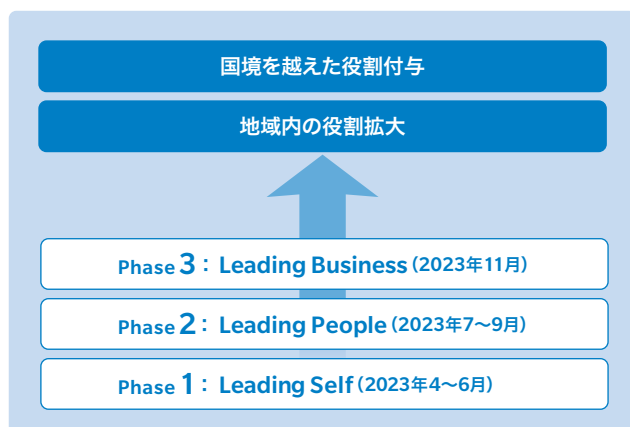 国境を越えた役割付与
地域内の役割拡大
Phase 3： Leading Business（2023年11月）
Phase 2： Leading People（2023年7〜9月）
Phase 1： Leading Self（2023年4〜6月）